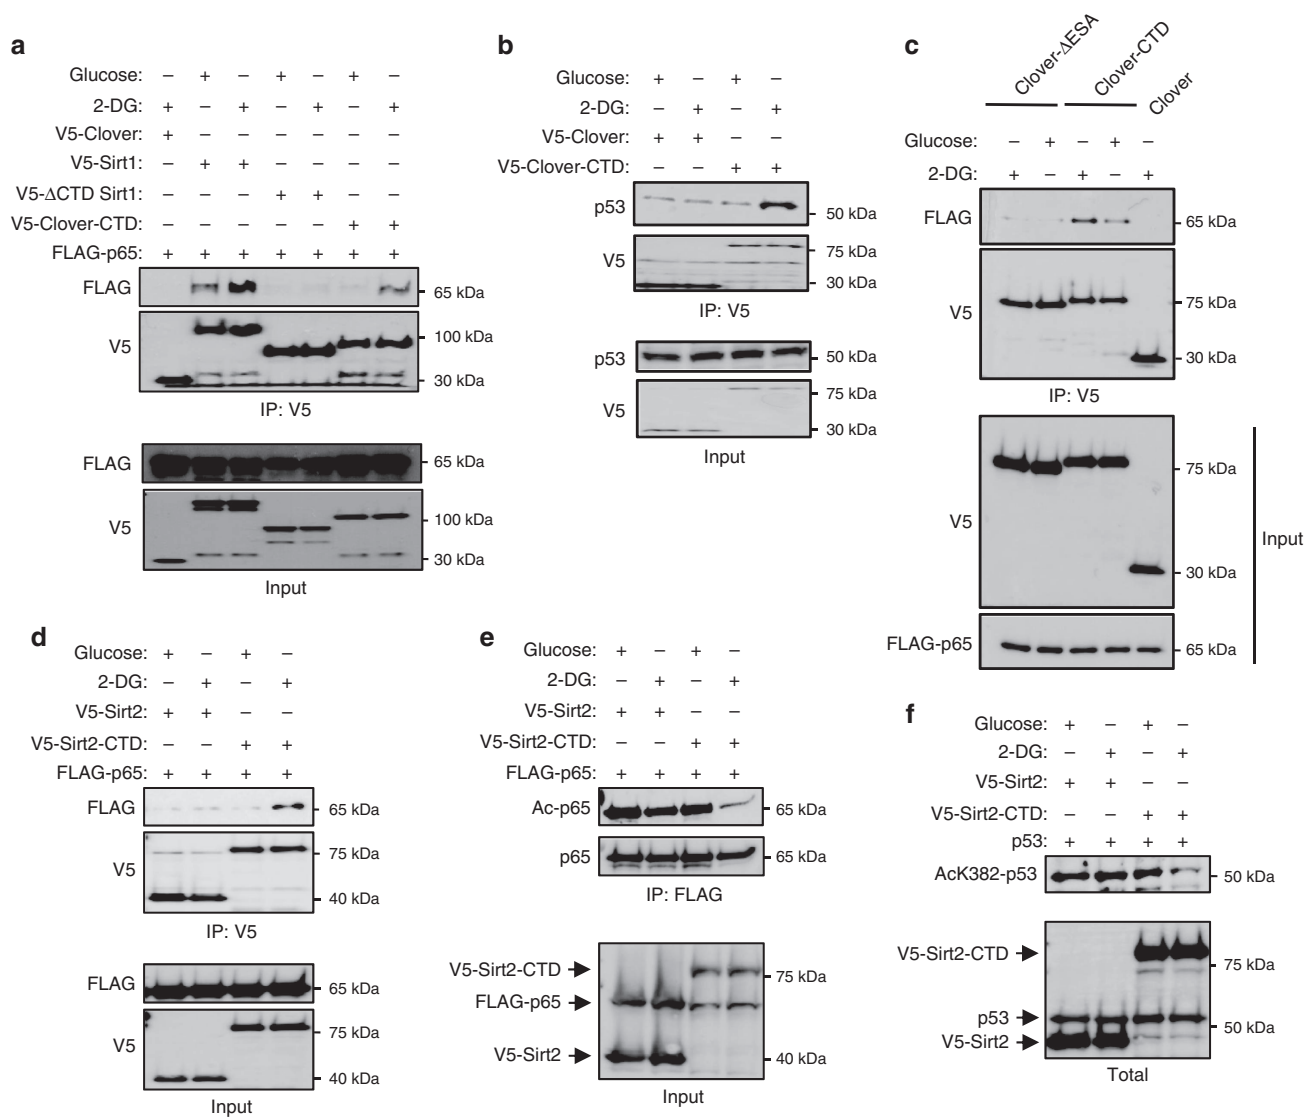 a
Glucose: – + – + – + –
2-DG: + – + – + – +
V5-Clover: + – – – – – –
V5-Sirt1: – + + – – – –
V5-ΔCTD Sirt1: – – – + + – –
V5-Clover-CTD: – – – – – + +
FLAG-p65: + + + + + + +
FLAG
65 kDa
V5
100 kDa
30 kDa
IP: V5
FLAG
65 kDa
V5
100 kDa
30 kDa
Input
b
Glucose: + – + –
2-DG: – + – +
V5-Clover: + + – –
V5-Clover-CTD: – – + +
p53
50 kDa
V5
75 kDa
30 kDa
IP: V5
p53
50 kDa
V5
75 kDa
30 kDa
Input
c
Clover-ΔESA
Clover-CTD
Clover
Glucose: – + – + –
2-DG: + – + – +
FLAG
65 kDa
V5
75 kDa
30 kDa
IP: V5
V5
75 kDa
30 kDa
Input
FLAG-p65
65 kDa
d
Glucose: + – + –
2-DG: – + – +
V5-Sirt2: + + – –
V5-Sirt2-CTD: – – + +
FLAG-p65: + + + +
FLAG
65 kDa
V5
75 kDa
40 kDa
IP: V5
FLAG
65 kDa
V5
75 kDa
40 kDa
Input
e
Glucose: + – + –
2-DG: – + – +
V5-Sirt2: + + – –
V5-Sirt2-CTD: – – + +
FLAG-p65: + + + +
Ac-p65
65 kDa
p65
65 kDa
IP: FLAG
V5-Sirt2-CTD
75 kDa
FLAG-p65
V5-Sirt2
40 kDa
Input
f
Glucose: + – + –
2-DG: – + – +
V5-Sirt2: + + – –
V5-Sirt2-CTD: – – + +
p53: + + + +
AcK382-p53
50 kDa
V5-Sirt2-CTD
75 kDa
p53
50 kDa
V5-Sirt2
Total